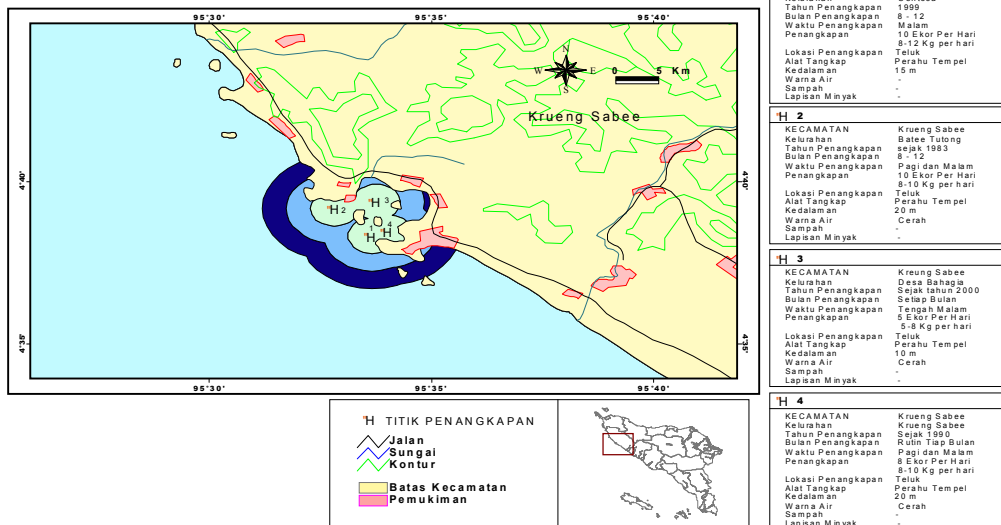 95°30'
95°35'
95°40'
N
W E
S
0 5 Km
Krueng Sabee
4°40'
4°40'
H 2
H 3
1
H
4
H
4°35'
4°35'
95°30'
95°35'
95°40'
H TITIK PENANGKAPAN
Jalan
Sungai
Kontur
Batas Kecamatan
Pemukiman
Tahun Penangkapan 1999
Bulan Penangkapan 8 - 12
Waktu Penangkapan Malam
Penangkapan 10 Ekor Per Hari
8-12 Kg per hari
Lokasi Penangkapan Teluk
Alat Tangkap Perahu Tempel
Kedalaman 15 m
Warna Air -
Sampah -
Lapisan Minyak -
H 2
KECAMATAN Krueng Sabee
Kelurahan Batee Tutong
Tahun Penangkapan sejak 1983
Bulan Penangkapan 8 - 12
Waktu Penangkapan Pagi dan Malam
Penangkapan 10 Ekor Per Hari
8-10 Kg per hari
Lokasi Penangkapan Teluk
Alat Tangkap Perahu Tempel
Kedalaman 20 m
Warna Air Cerah
Sampah -
Lapisan Minyak -
H 3
KECAMATAN Kreung Sabee
Kelurahan Desa Bahagia
Tahun Penangkapan Sejak tahun 2000
Bulan Penangkapan Setiap Bulan
Waktu Penangkapan Tengah Malam
Penangkapan 5 Ekor Per Hari
5-8 Kg per hari
Lokasi Penangkapan Teluk
Alat Tangkap Perahu Tempel
Kedalaman 10 m
Warna Air Cerah
Sampah -
Lapisan Minyak -
H 4
KECAMATAN Krueng Sabee
Kelurahan Krueng Sabee
Tahun Penangkapan Sejak 1990
Bulan Penangkapan Rutin Tiap Bulan
Waktu Penangkapan Pagi dan Malam
Penangkapan 8 Ekor Per Hari
8-10 Kg per hari
Lokasi Penangkapan Teluk
Alat Tangkap Perahu Tempel
Kedalaman 20 m
Warna Air Cerah
Sampah -
Lapisan Minyak -